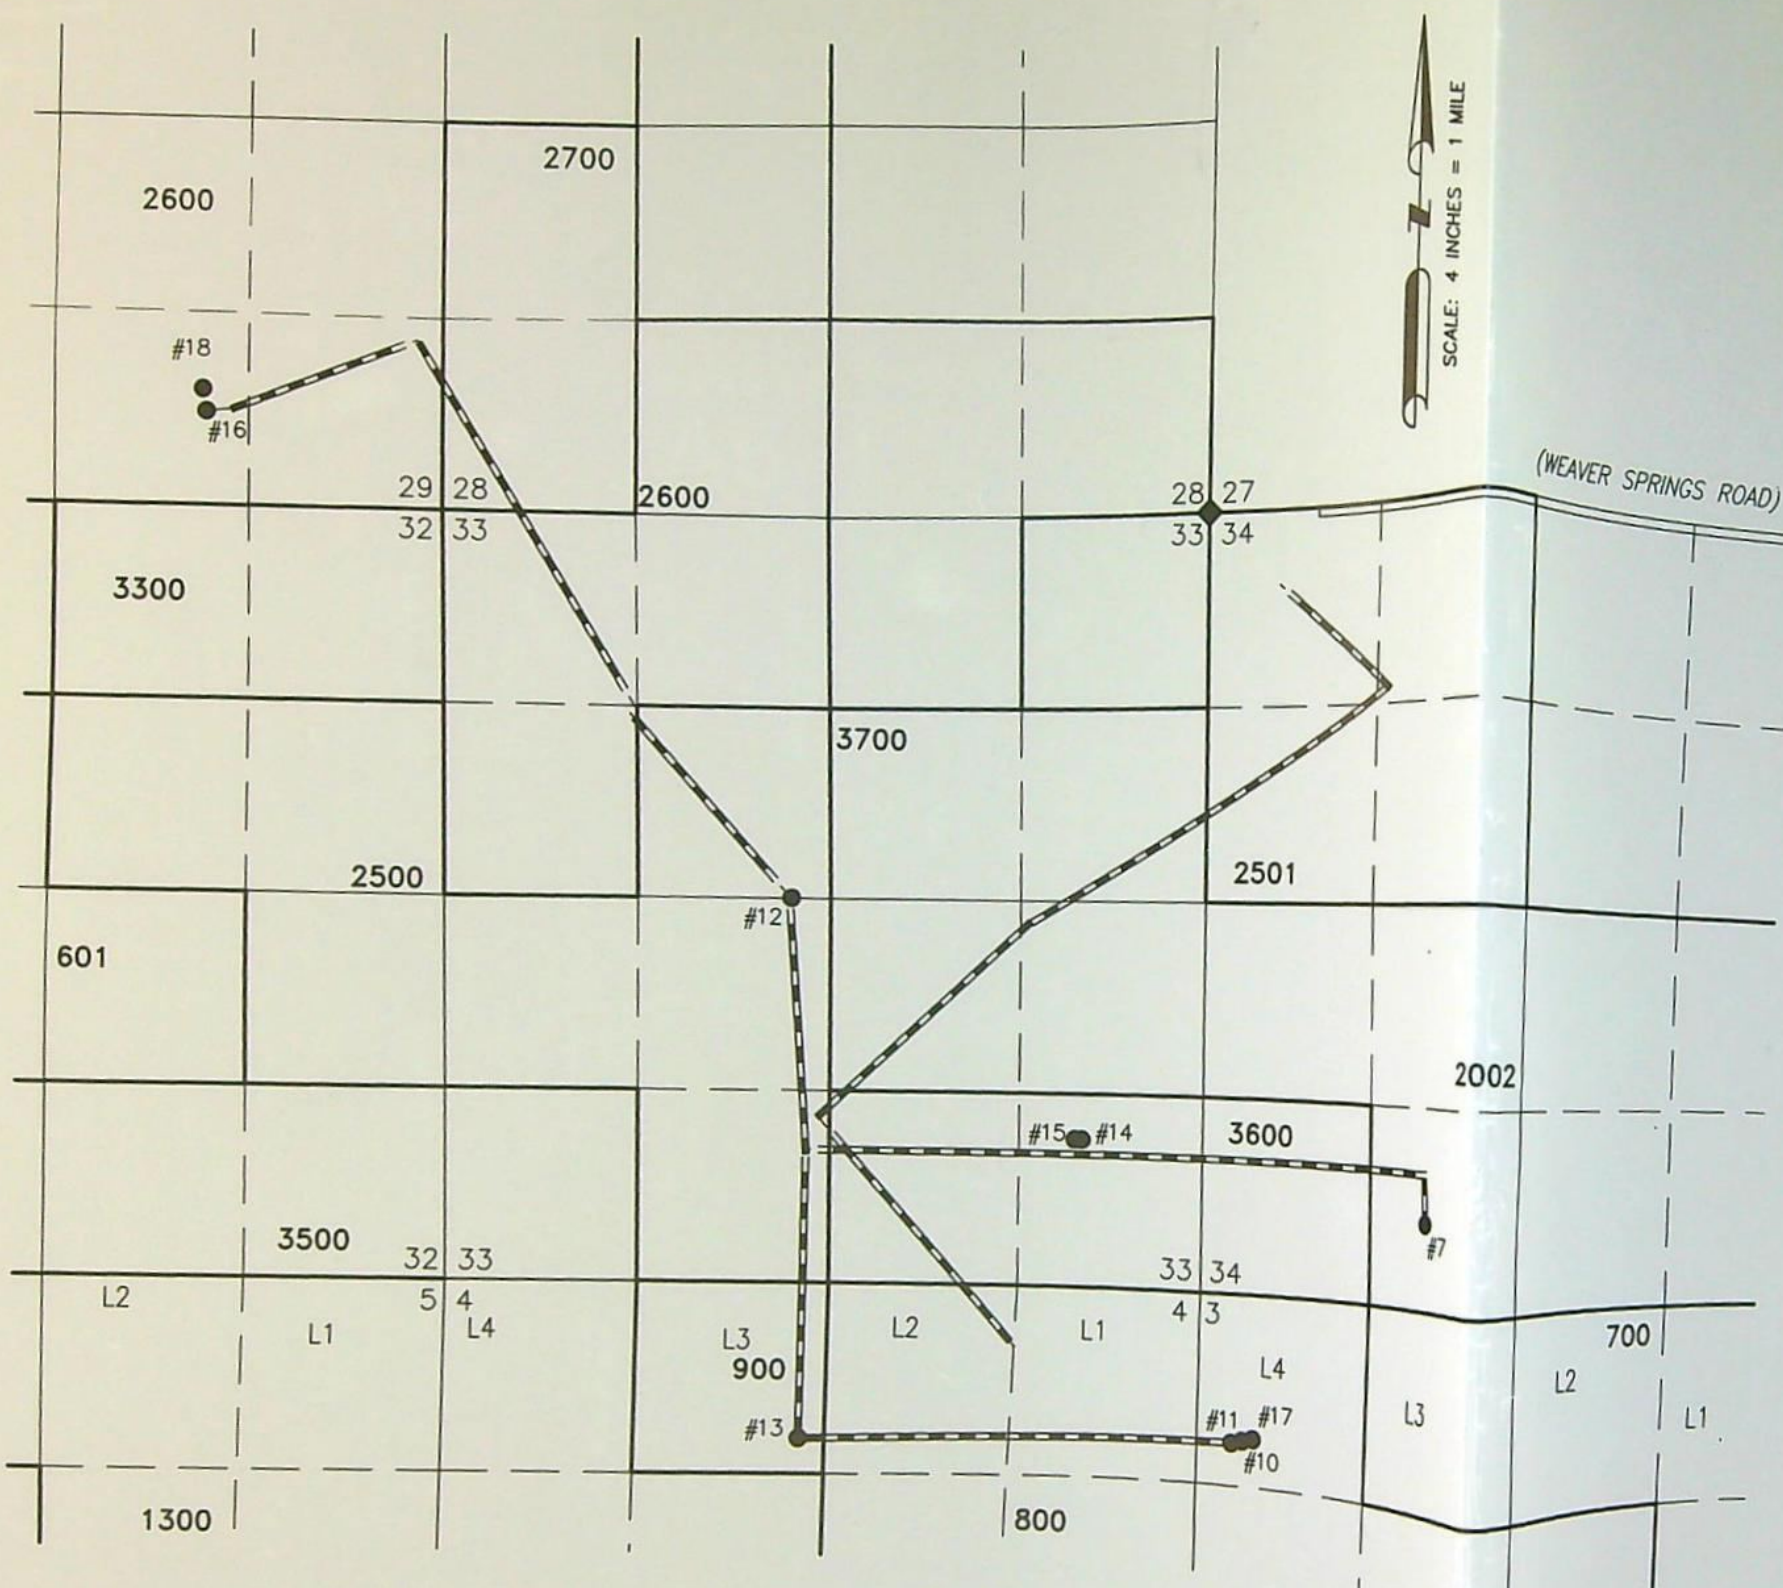 2700
2600
SCALE: 4 INCHES = 1 MILE
N
#18
#16
(WEAVER SPRINGS ROAD)
29 28
2600
28 27
32 33
33 34
3300
3700
2500
2501
#12
601
2002
#15 #14
3600
3500
32 33
#7
33 34
L2
5 4
4 3
L1
L4
L3
L2
L1
700
900
L4
L2
L3
L1
#13
#11 #17
#10
1300
800